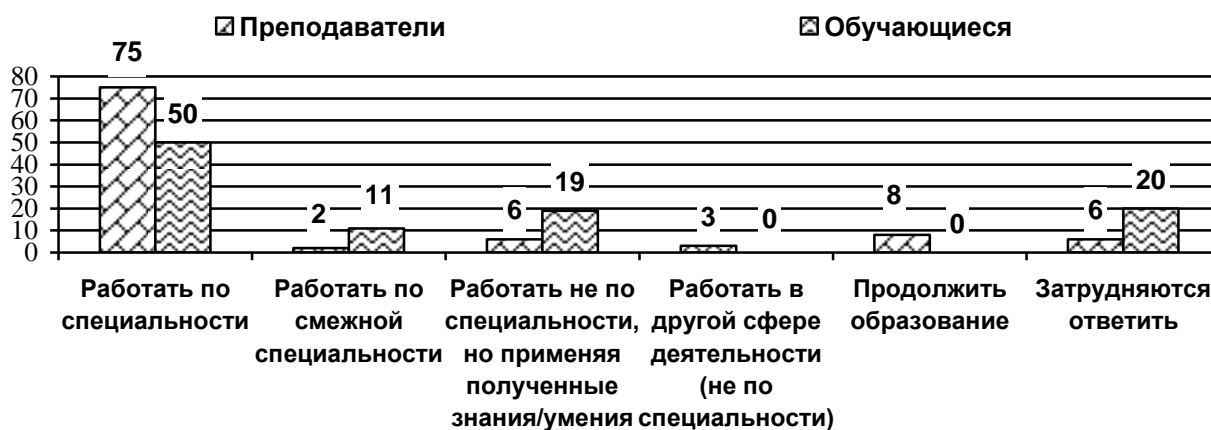 Преподаватели Обучающиеся
75
80
70
60
50
40
30
20
10
0
50
2
11
6
19
3
0
8
0
6
20
Работать по
специальности
Работать по
смежной
специальности
Работать не по
специальности,
но применяя
полученные
знания/умения
Работать в
другой сфере
деятельности
(не по
специальности)
Продолжить
образование
Затрудняются
ответить